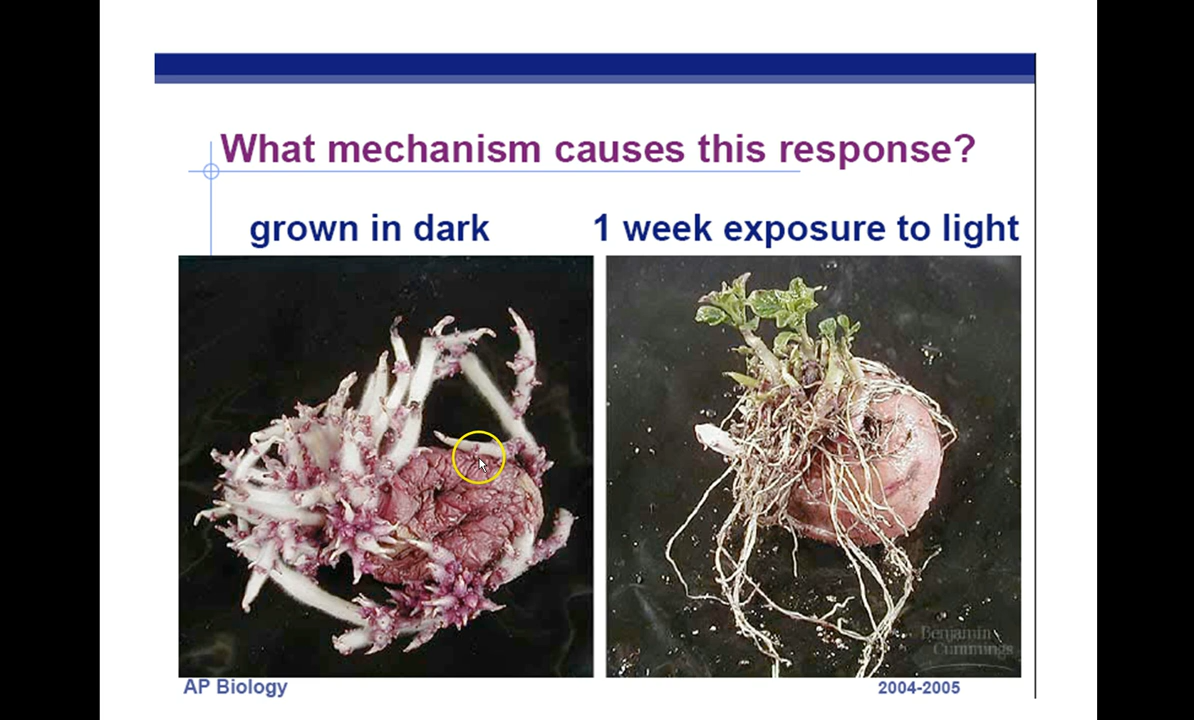 What mechanism causes this response?
grown in dark
1 week exposure to light
Benjamin
Cummings
AP Biology
2004-2005